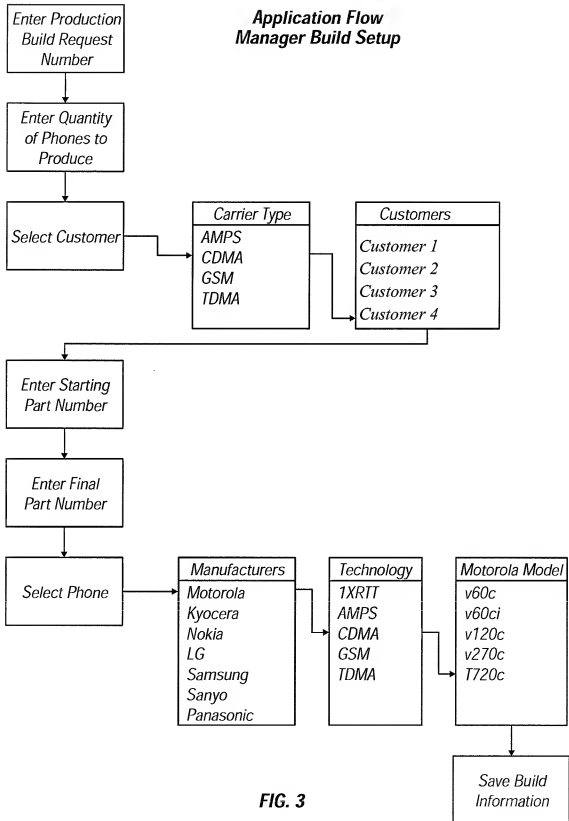 Application Flow
Manager Build Setup
Enter Production
Build Request
Number
Enter Quantity
of Phones to
Produce
Select Customer
Carrier Type
AMPS
CDMA
GSM
TDMA
Customers
Customer 1
Customer 2
Customer 3
Customer 4
Enter Starting
Part Number
Enter Final
Part Number
Select Phone
Manufacturers
Motorola
Kyocera
Nokia
LG
Samsung
Sanyo
Panasonic
Technology
1XRTT
AMPS
CDMA
GSM
TDMA
Motorola Model
v60c
v60ci
v120c
v270c
T720c
Save Build
Information
FIG. 3